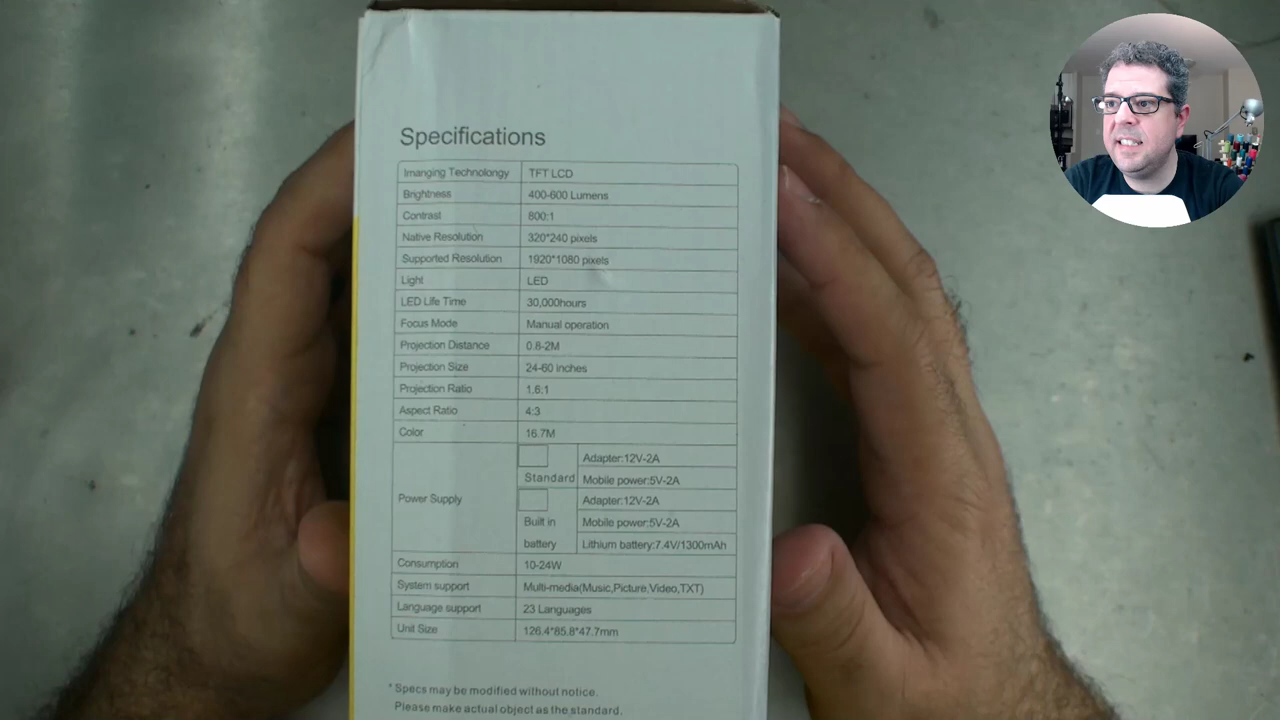 Specifications
Imanging Technolongy TFT LCD
Brightness 400-600 Lumens
Contrast 800:1
Native Resolution 320*240 pixels
Supported Resolution 1920*1080 pixels
Light LED
LED Life Time 30,000hours
Focus Mode Manual operation
Projection Distance 0.8-2M
Projection Size 24-60 inches
Projection Ratio 1.6:1
Aspect Ratio 4:3
Color 16.7M
Power Supply
Standard
Adapter:12V-2A
Mobile power:5V-2A
Built in
battery
Adapter:12V-2A
Mobile power:5V-2A
Lithium battery:7.4V/1300mAh
Consumption 10-24W
System support Multi-media(Music,Picture,Video,TXT)
Language support 23 Languages
Unit Size 126.4*85.8*47.7mm
* Specs may be modified without notice.
Please make actual object as the standard.